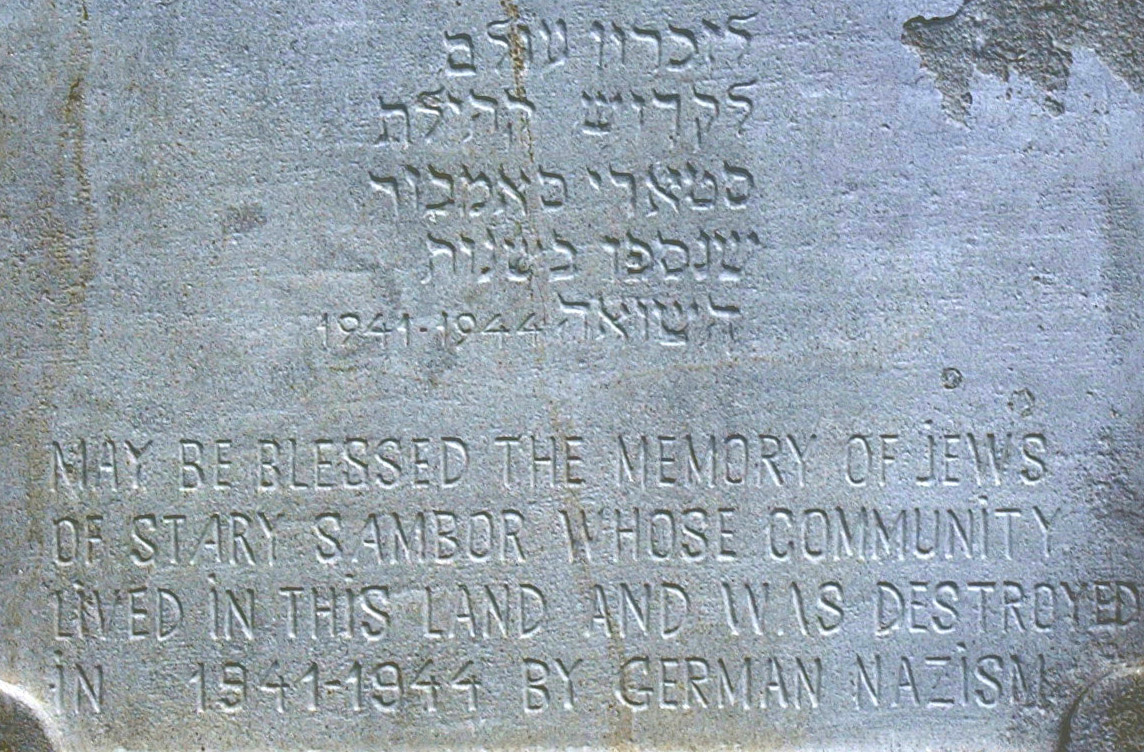 לזכרון עולם
לקדוש קהילת
סטארי סאמבור
שנספו בשנות
השואה 1941-1944
MAY BE BLESSED THE MEMORY OF JEWS
OF STARY SAMBOR WHOSE COMMUNITY
LIVED IN THIS LAND AND WAS DESTROYED
IN 1941-1944 BY GERMAN NAZISM